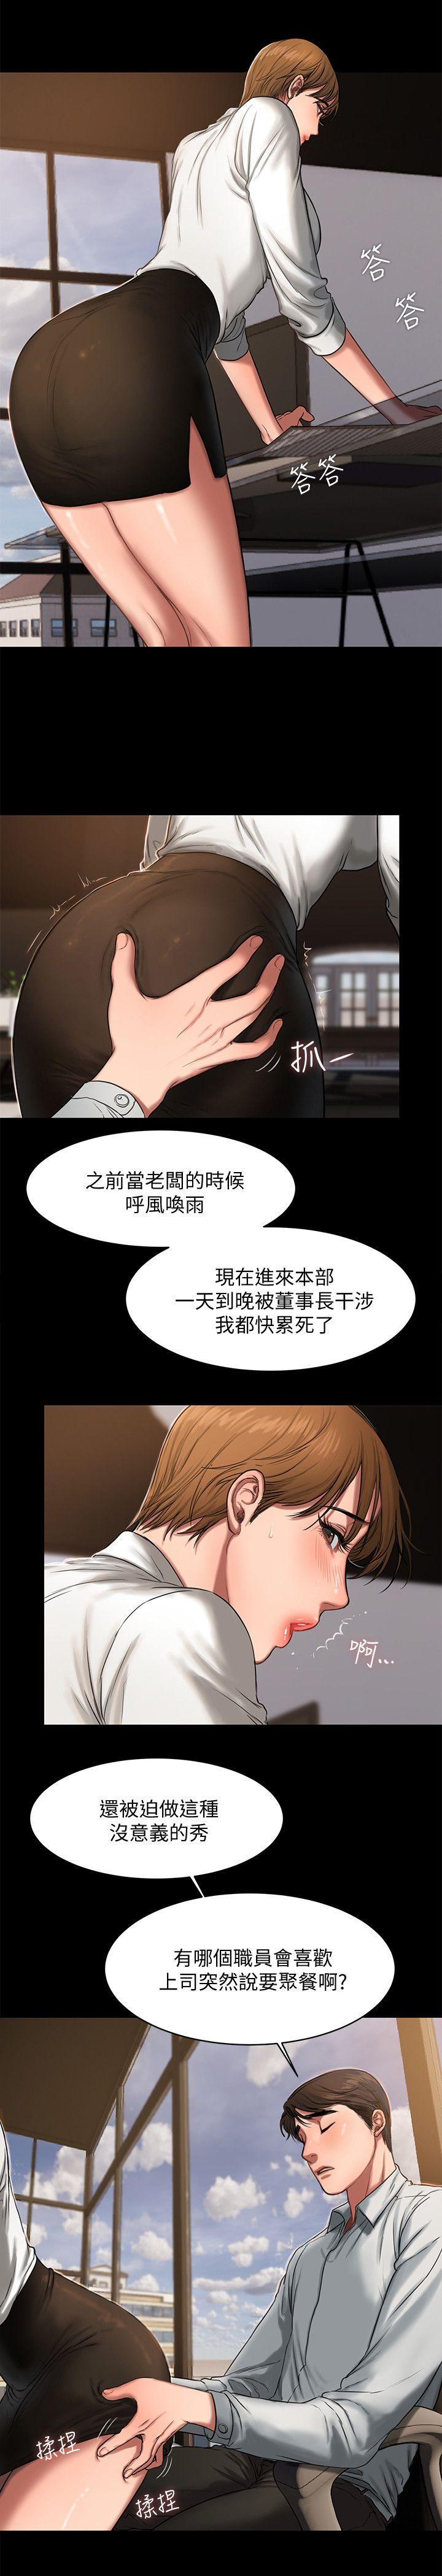 答
答
答答
抓一
之前當老闆的時候
呼風喚雨
現在進來本部
一天到晚被董事長干涉
我都快累死了
啊...
還被迫做這種
沒意義的秀
有哪個職員會喜歡
上司突然說要聚餐啊?
揉捏
揉捏